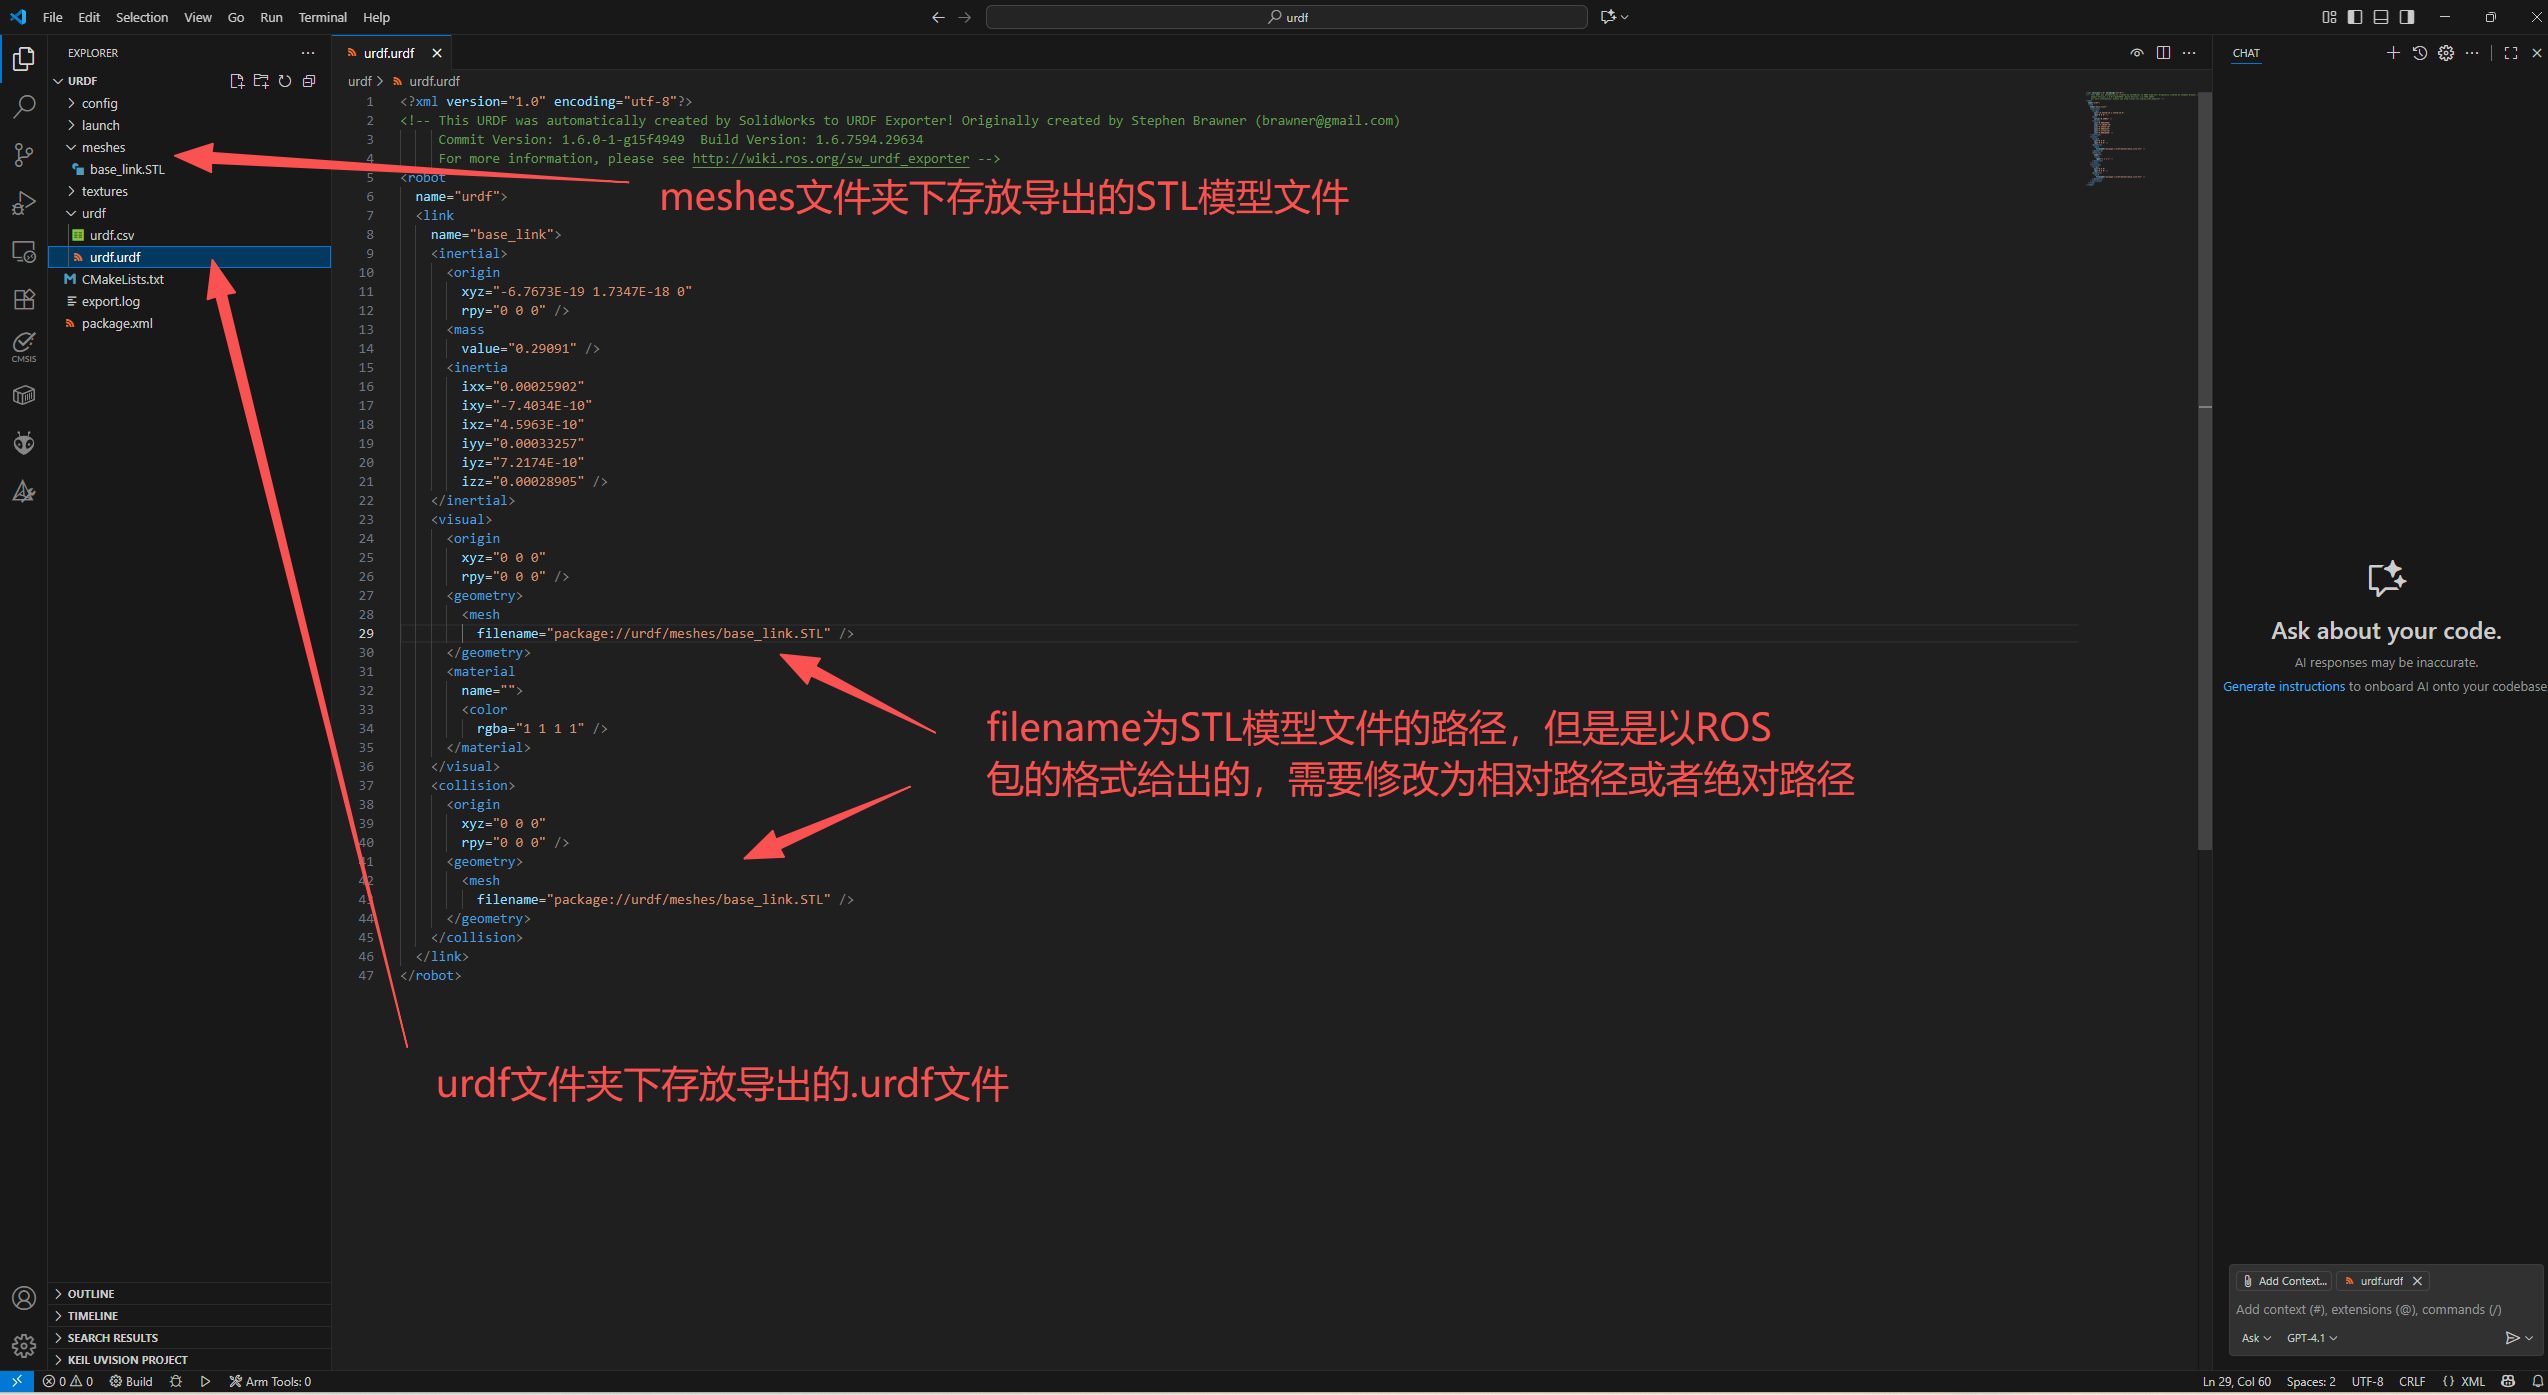 File Edit Selection View Go Run Terminal Help
urdf
EXPLORER
URDF
config
launch
meshes
base_link.STL
textures
urdf
urdf.csv
urdf.urdf
CMakeLists.txt
export.log
package.xml
OUTLINE
TIMELINE
SEARCH RESULTS
KEIL UVISION PROJECT
CMSIS
urdf.urdf
urdf > urdf.urdf
1 <?xml version="1.0" encoding="utf-8"?>
2 <!-- This URDF was automatically created by SolidWorks to URDF Exporter! Originally created by Stephen Brawner (brawner@gmail.com)
3 Commit Version: 1.6.0-1-g15f4949  Build Version: 1.6.7594.29634
4 For more information, please see http://wiki.ros.org/sw_urdf_exporter -->
5 <robot
6 name="urdf">
7 <link
8 name="base_link">
9 <inertial>
10 <origin
11 xyz="-6.7673E-19 1.7347E-18 0"
12 rpy="0 0 0" />
13 <mass
14 value="0.29091" />
15 <inertia
16 ixx="0.00025902"
17 ixy="-7.4034E-10"
18 ixz="4.5963E-10"
19 iyy="0.00033257"
20 iyz="7.2174E-10"
21 izz="0.00028905" />
22 </inertial>
23 <visual>
24 <origin
25 xyz="0 0 0"
26 rpy="0 0 0" />
27 <geometry>
28 <mesh
29 filename="package://urdf/meshes/base_link.STL" />
30 </geometry>
31 <material
32 name="">
33 <color
34 rgba="1 1 1 1" />
35 </material>
36 </visual>
37 <collision>
38 <origin
39 xyz="0 0 0"
40 rpy="0 0 0" />
41 <geometry>
42 <mesh
43 filename="package://urdf/meshes/base_link.STL" />
44 </geometry>
45 </collision>
46 </link>
47 </robot>
meshes文件夹下存放导出的STL模型文件
filename为STL模型文件的路径，但是是以ROS
包的格式给出的，需要修改为相对路径或者绝对路径
urdf文件夹下存放导出的.urdf文件
CHAT
Ask about your code.
AI responses may be inaccurate.
Generate instructions to onboard AI onto your codebase
Add Context... urdf.urdf
Add context (#), extensions (@), commands (/)
Ask GPT-4.1
0 0 Build Arm Tools: 0
Ln 29, Col 60 Spaces: 2 UTF-8 CRLF {} XML